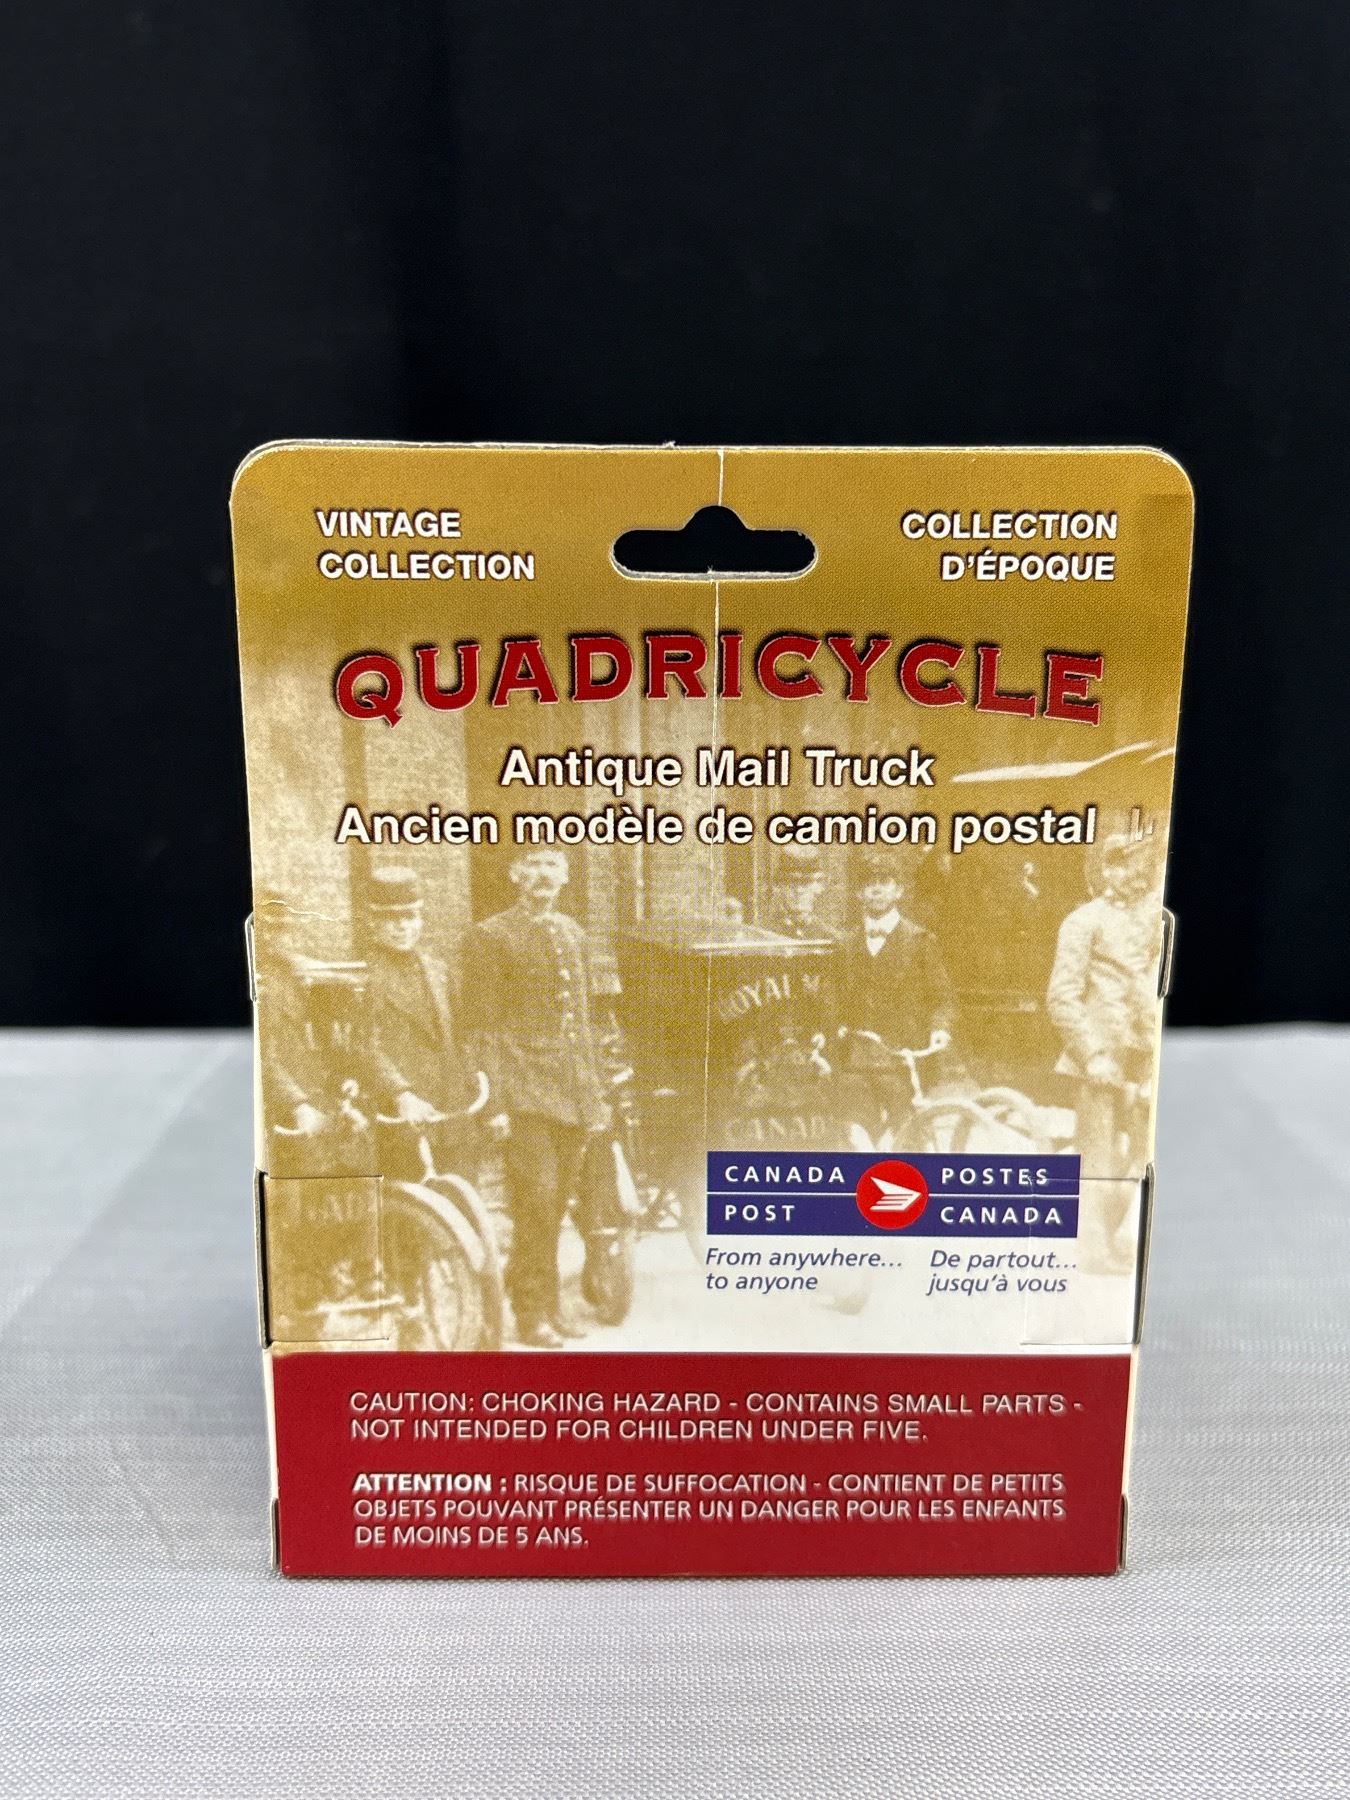 VINTAGE
COLLECTION
COLLECTION
D'ÉPOQUE
QUADRICYCLE
Antique Mail Truck
Ancien modèle de camion postal
ROYAL M
CANADA
CANADA
POST
POSTES
CANADA
From anywhere...
to anyone
De partout...
jusqu'à vous
CAUTION: CHOKING HAZARD - CONTAINS SMALL PARTS -
NOT INTENDED FOR CHILDREN UNDER FIVE.
ATTENTION : RISQUE DE SUFFOCATION - CONTIENT DE PETITS
OBJETS POUVANT PRÉSENTER UN DANGER POUR LES ENFANTS
DE MOINS DE 5 ANS.